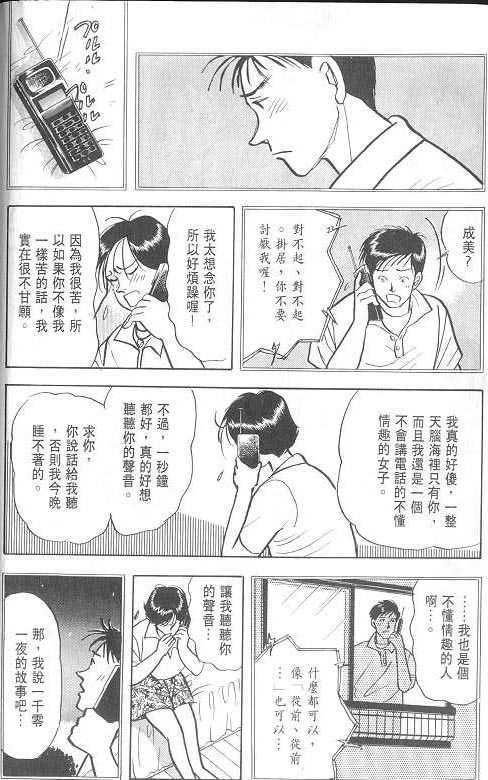 プルルル
プルル
成美？
對不起、對不起
。掛居，你不要
討厭我喔！
我太想念你了，
所以好煩躁喔！
因為我很苦，所
以如果你不像我
一樣苦的話，我
實在很不甘願。
我真的好傻，一整
天腦海裡只有你，
而且我還是一個
不會講電話的不懂
情趣的女子。
不過，一秒鐘
都好，真的好想
聽聽你的聲音。
求你，
你說話給我聽
，否則我今晚
睡不著的。
……我也是個
不懂情趣的人
啊…。
什麼都可以，
像「從前、從前
…」也可以…
讓我聽聽你
的聲音…
那，我說一千零
一夜的故事吧…